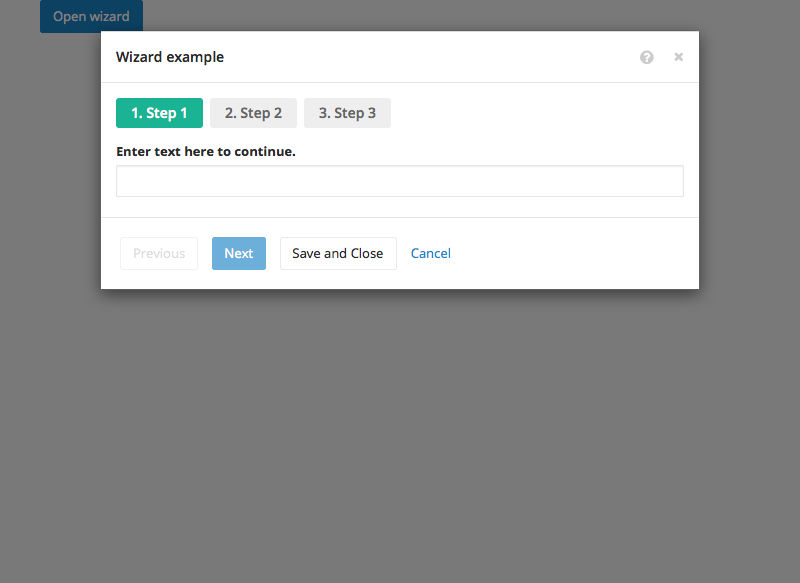 Open wizard
Wizard example
1. Step 1 2. Step 2 3. Step 3
Enter text here to continue.
Previous Next Save and Close Cancel